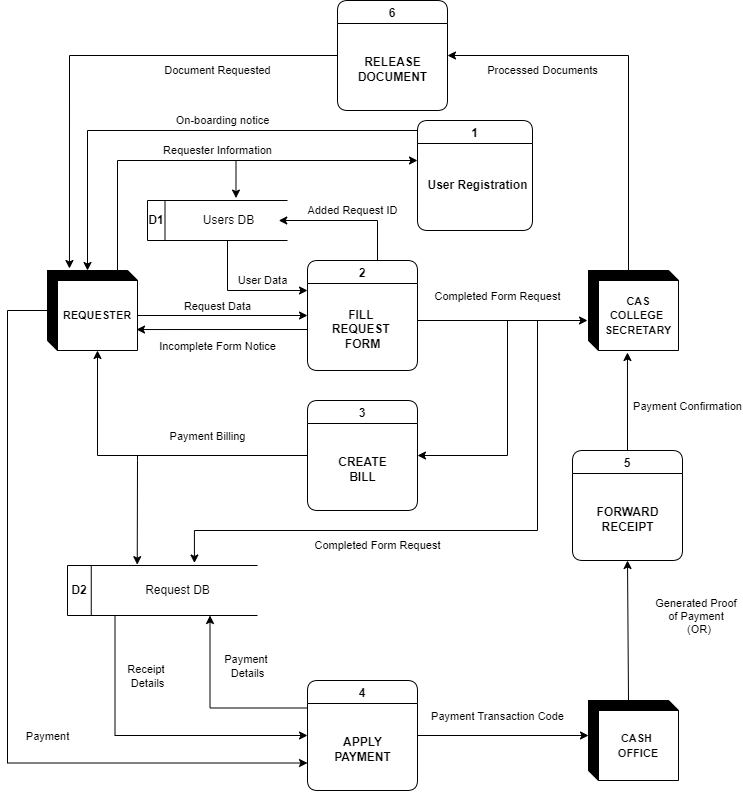 6
RELEASE
DOCUMENT
Document Requested
Processed Documents
On-boarding notice
1
Requester Information
User Registration
D1
Users DB
Added Request ID
2
User Data
FILL
REQUEST
FORM
Completed Form Request
Request Data
Incomplete Form Notice
REQUESTER
CAS
COLLEGE
SECRETARY
3
CREATE
BILL
Payment Billing
Payment Confirmation
5
FORWARD
RECEIPT
Completed Form Request
D2
Request DB
Generated Proof
of Payment
(OR)
Receipt
Details
Payment
Details
4
APPLY
PAYMENT
Payment Transaction Code
Payment
CASH
OFFICE